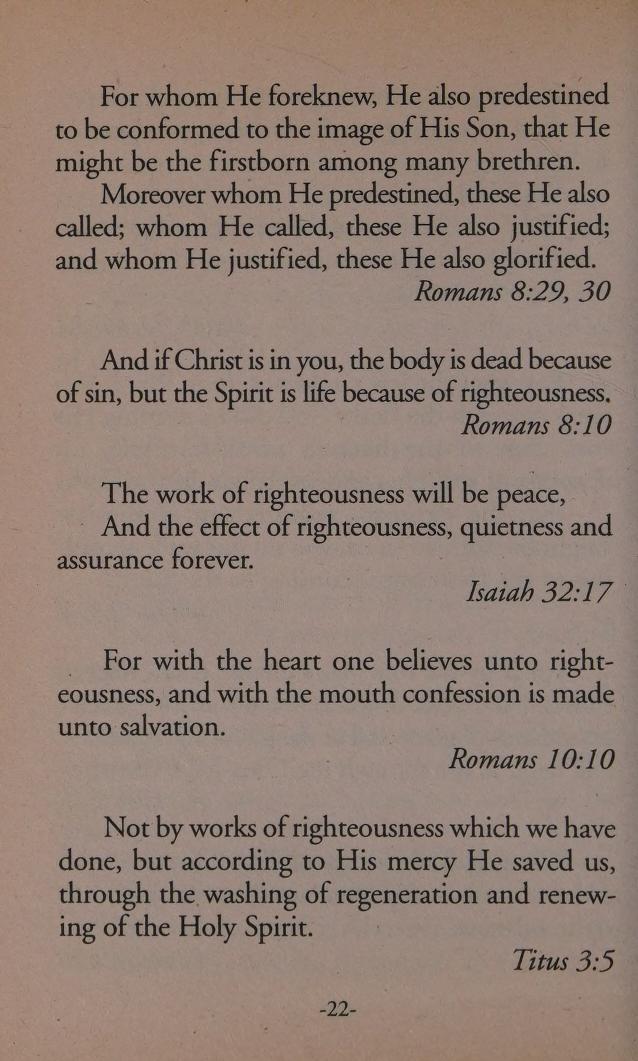 For whom He foreknew, He also predestined
to be conformed to the image of His Son, that He
might be the firstborn among many brethren.
Moreover whom He predestined, these He also
called; whom He called, these He also justified;
and whom He justified, these He also glorified.
Romans 8:29, 30
And if Christ is in you, the body is dead because
of sin, but the Spirit is life because of righteousness.
Romans 8:10
The work of righteousness will be peace,
And the effect of righteousness, quietness and
assurance forever.
Isaiah 32:17
For with the heart one believes unto right-
eousness, and with the mouth confession is made
unto salvation.
Romans 10:10
Not by works of righteousness which we have
done, but according to His mercy He saved us,
through the washing of regeneration and renew-
ing of the Holy Spirit.
Titus 3:5
-22-